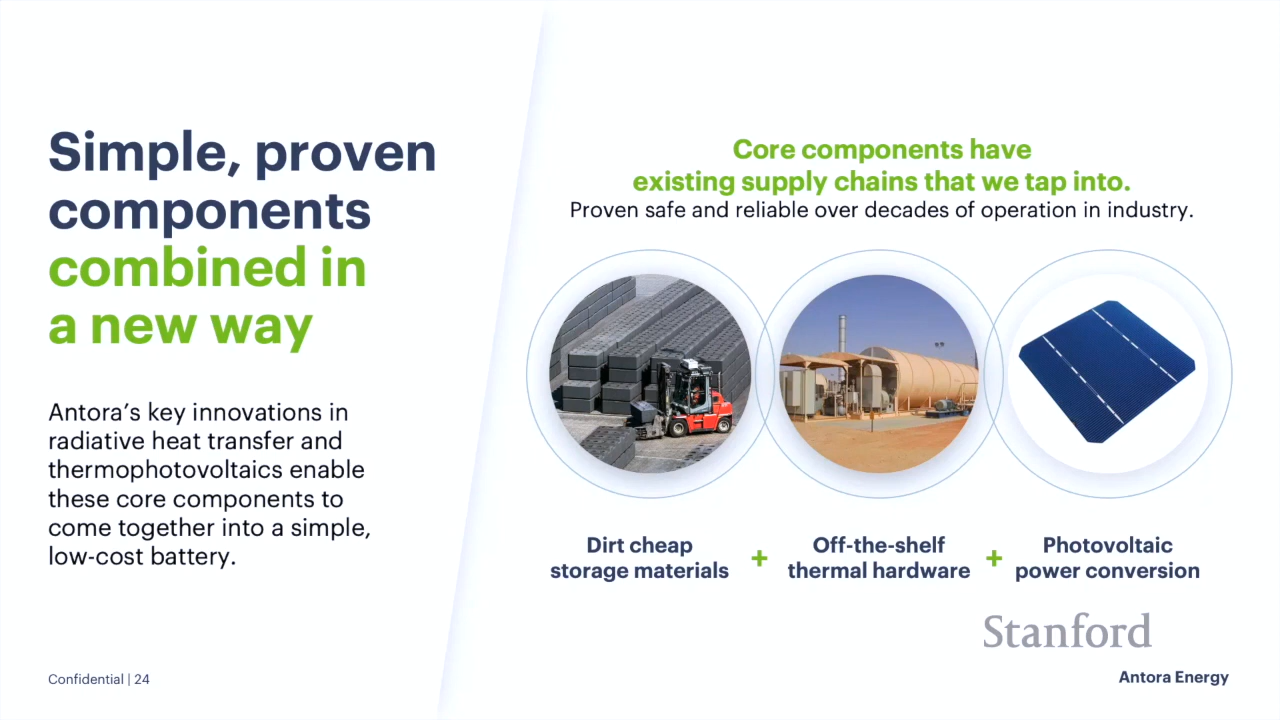 Simple, proven
components
combined in
a new way
Antora's key innovations in
radiative heat transfer and
thermophotovoltaics enable
these core components to
come together into a simple,
low-cost battery.
Core components have
existing supply chains that we tap into.
Proven safe and reliable over decades of operation in industry.
Dirt cheap
storage materials
+
Off-the-shelf
thermal hardware
+
Photovoltaic
power conversion
Stanford
Confidential | 24
Antora Energy